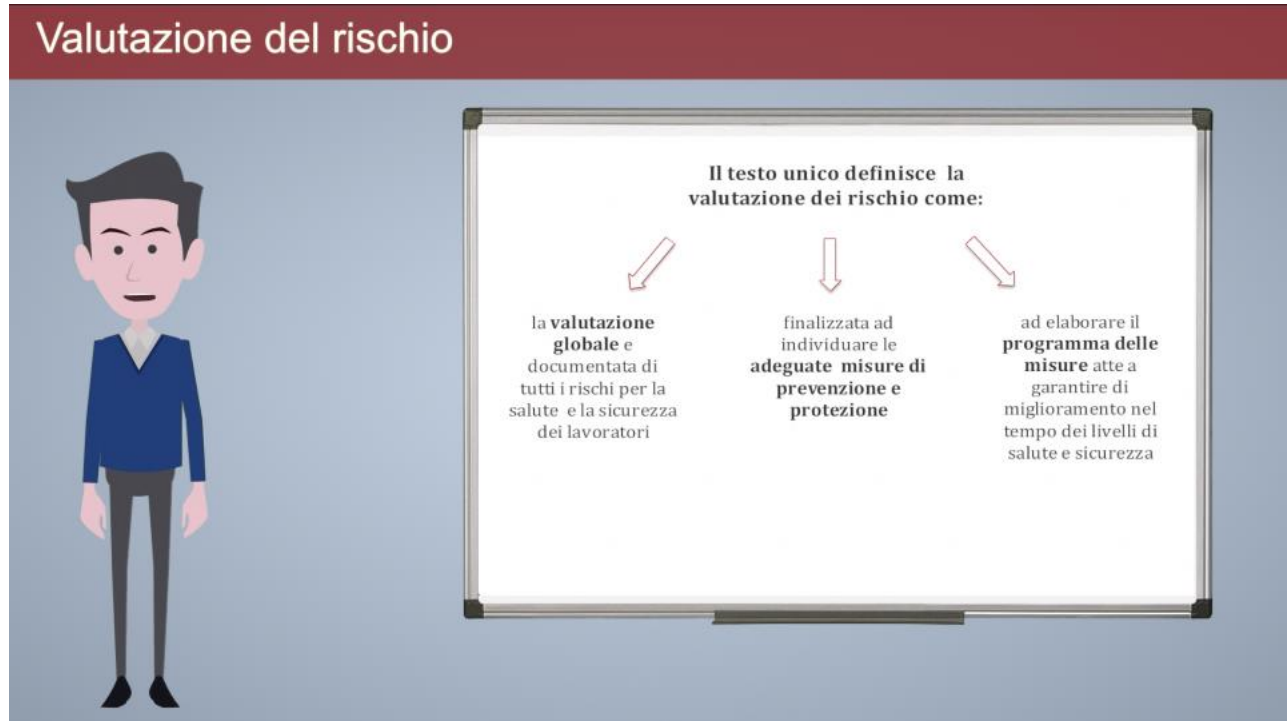 Valutazione del rischio
Il testo unico definisce la
valutazione dei rischio come:
la valutazione
globale e
documentata di
tutti i rischi per la
salute e la sicurezza
dei lavoratori
finalizzata ad
individuare le
adeguate misure di
prevenzione e
protezione
ad elaborare il
programma delle
misure atte a
garantire di
miglioramento nel
tempo dei livelli di
salute e sicurezza